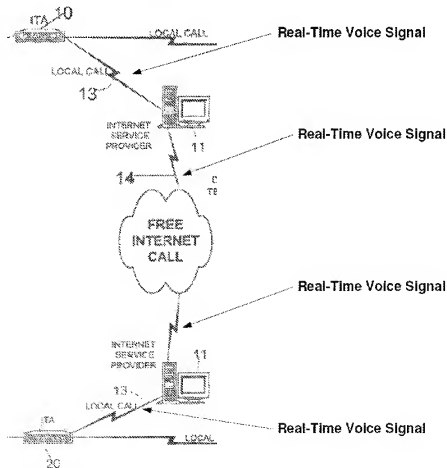 10
ITA
LOCAL CALL
Real-Time Voice Signal
LOCAL CALL
13
INTERNET
SERVICE
PROVIDER
11
Real-Time Voice Signal
14
FREE
INTERNET
CALL
Real-Time Voice Signal
INTERNET
SERVICE
PROVIDER
11
13
LOCAL CALL
ITA
LOCAL
Real-Time Voice Signal
20